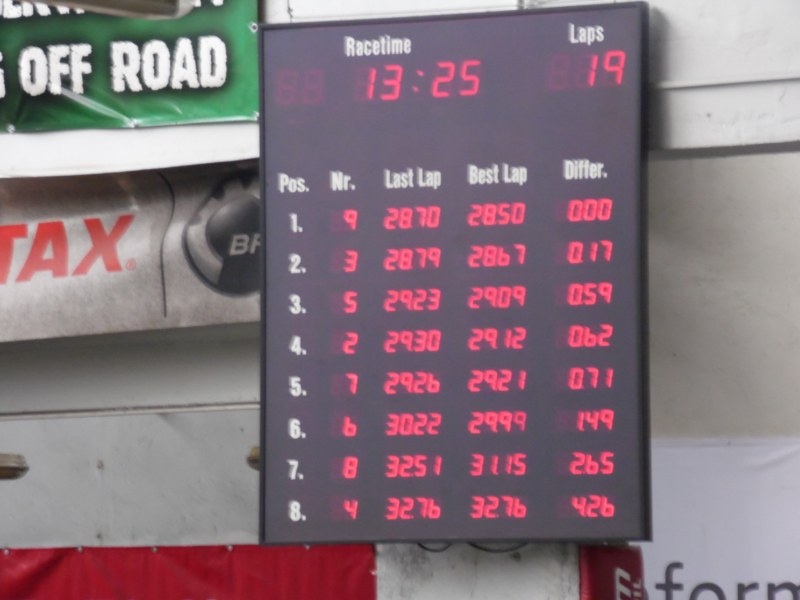 OFF ROAD
TAX
BF
Racetime Laps
13:25 19
Pos. Nr. Last Lap Best Lap Differ.
1. 9 28.70 28.50 0.00
2. 3 28.79 28.67 0.17
3. 5 29.23 29.09 0.59
4. 2 29.30 29.12 0.62
5. 7 29.26 29.21 0.71
6. 6 30.22 29.99 1.49
7. 8 32.51 31.15 2.65
8. 4 32.76 32.76 4.26
form